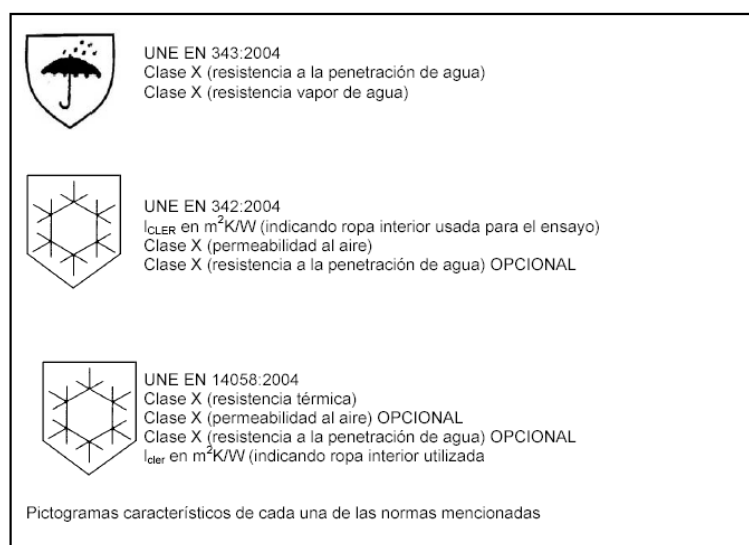 UNE EN 343:2004
Clase X (resistencia a la penetración de agua)
Clase X (resistencia vapor de agua)
UNE EN 342:2004
I_CLER en m²K/W (indicando ropa interior usada para el ensayo)
Clase X (permeabilidad al aire)
Clase X (resistencia a la penetración de agua) OPCIONAL
UNE EN 14058:2004
Clase X (resistencia térmica)
Clase X (permeabilidad al aire) OPCIONAL
Clase X (resistencia a la penetración de agua) OPCIONAL
I_cler en m²K/W (indicando ropa interior utilizada
Pictogramas característicos de cada una de las normas mencionadas